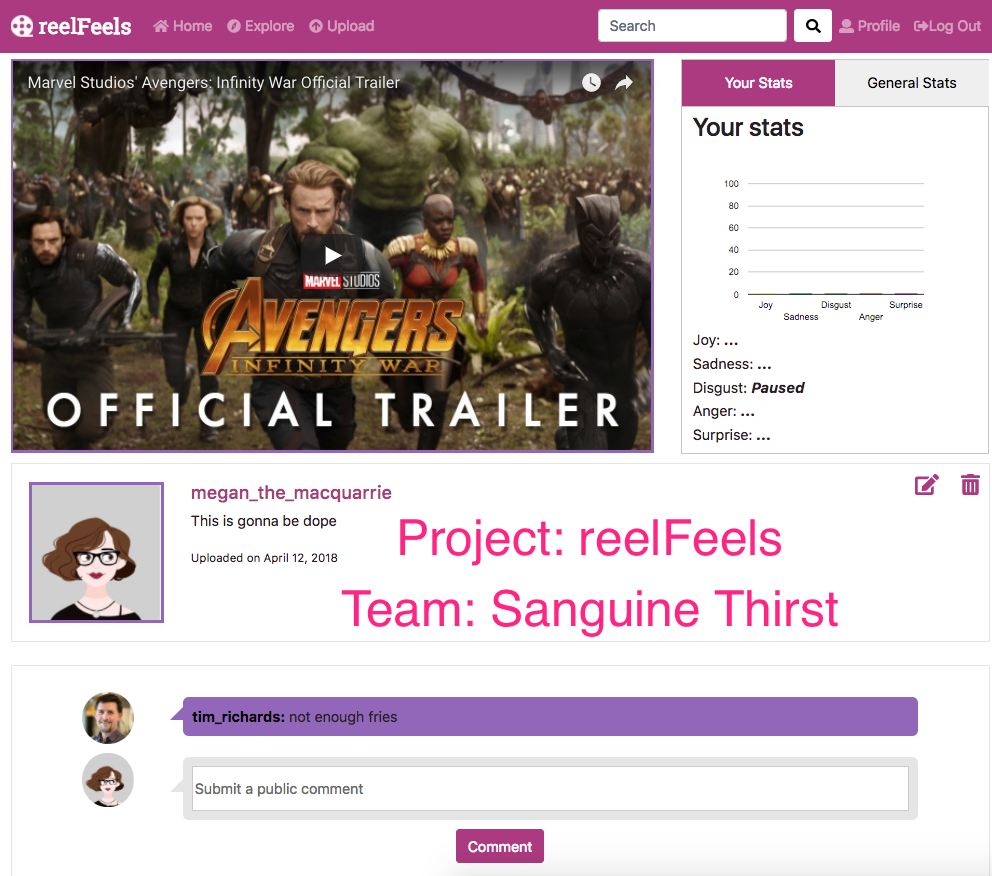 reelFeels Home Explore Upload Search Profile Log Out
Marvel Studios' Avengers: Infinity War Official Trailer
MARVEL STUDIOS
AVENGERS
INFINITY WAR
OFFICIAL TRAILER
Your Stats General Stats
Your stats
100
80
60
40
20
0
Joy Disgust Surprise
Sadness Anger
Joy: ...
Sadness: ...
Disgust: Paused
Anger: ...
Surprise: ...
megan_the_macquarrie
This is gonna be dope
Uploaded on April 12, 2018
Project: reelFeels
Team: Sanguine Thirst
tim_richards: not enough fries
Submit a public comment
Comment